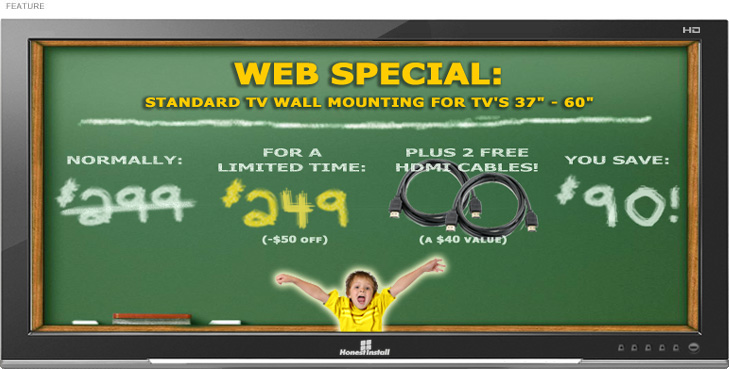 FEATURE
HD
WEB SPECIAL:
STANDARD TV WALL MOUNTING FOR TV'S 37" - 60"
NORMALLY:
$299
FOR A
LIMITED TIME:
$249
(-$50 OFF)
PLUS 2 FREE
HDMI CABLES!
(A $40 VALUE)
YOU SAVE:
$90!
HonestInstall